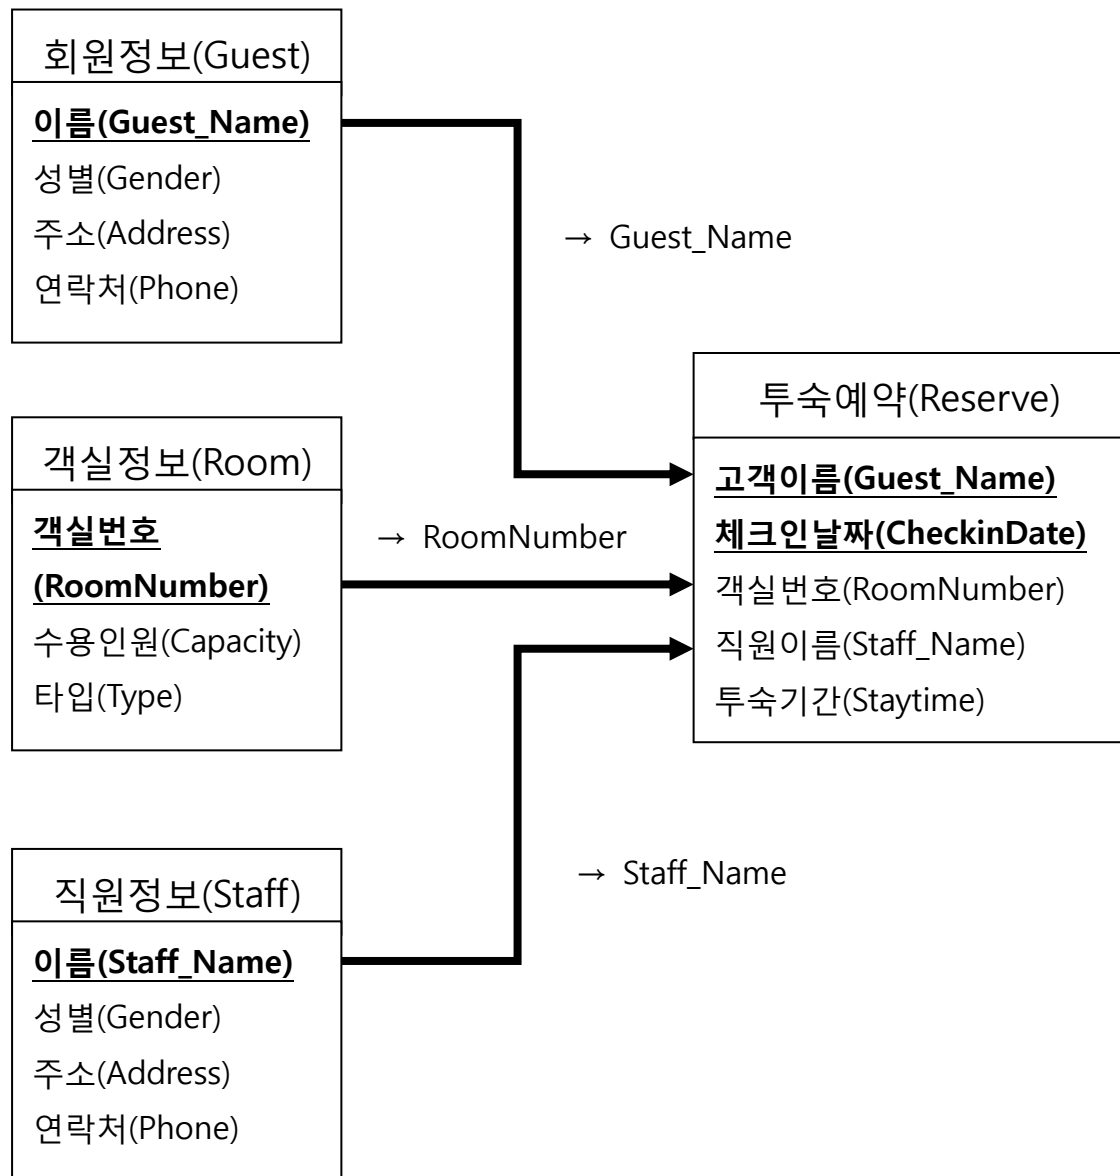 회원정보(Guest)
이름(Guest_Name)
성별(Gender)
주소(Address)
연락처(Phone)
→ Guest_Name
객실정보(Room)
객실번호
(RoomNumber)
수용인원(Capacity)
타입(Type)
→ RoomNumber
투숙예약(Reserve)
고객이름(Guest_Name)
체크인날짜(CheckinDate)
객실번호(RoomNumber)
직원이름(Staff_Name)
투숙기간(Staytime)
직원정보(Staff)
이름(Staff_Name)
성별(Gender)
주소(Address)
연락처(Phone)
→ Staff_Name